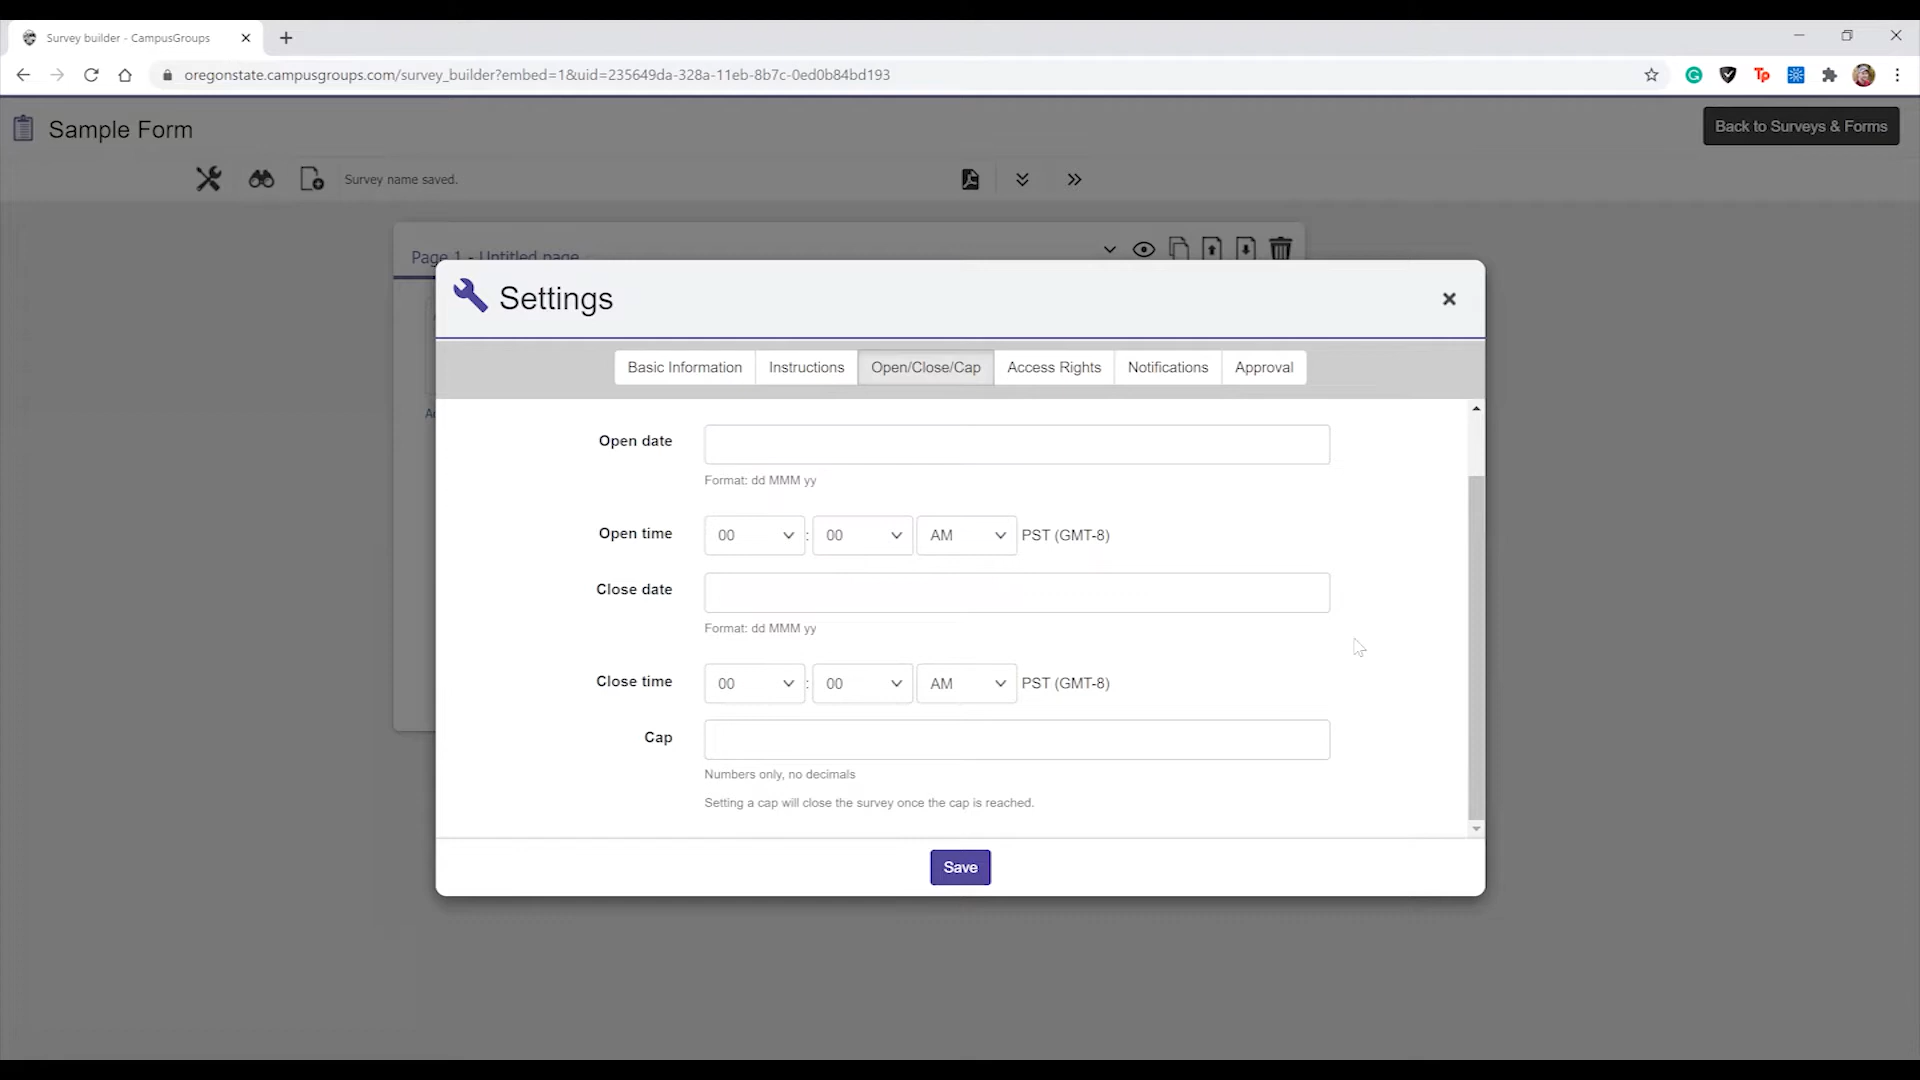 Survey builder - CampusGroups
oregonstate.campusgroups.com/survey_builder?embed=1&uid=235649da-328a-11eb-8b7c-0ed0b84bd193
Sample Form
Back to Surveys & Forms
Survey name saved.
Page 1 - Untitled page
Settings
Basic Information
Instructions
Open/Close/Cap
Access Rights
Notifications
Approval
Open date
Format: dd MMM yy
Open time
00 : 00 AM PST (GMT-8)
Close date
Format: dd MMM yy
Close time
00 : 00 AM PST (GMT-8)
Cap
Numbers only, no decimals
Setting a cap will close the survey once the cap is reached.
Save